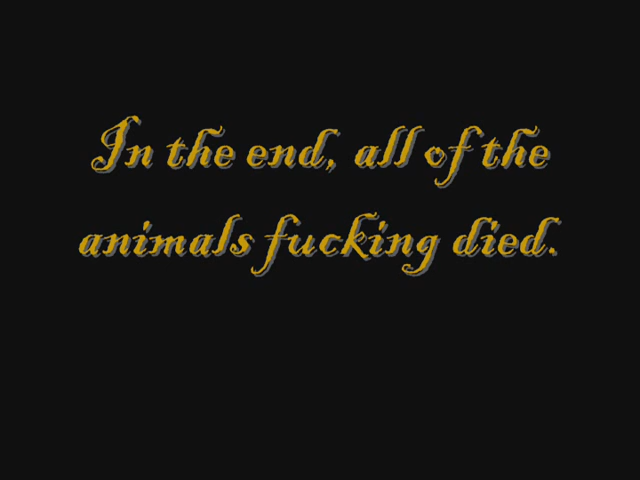 In the end, all of the
animals fucking died.